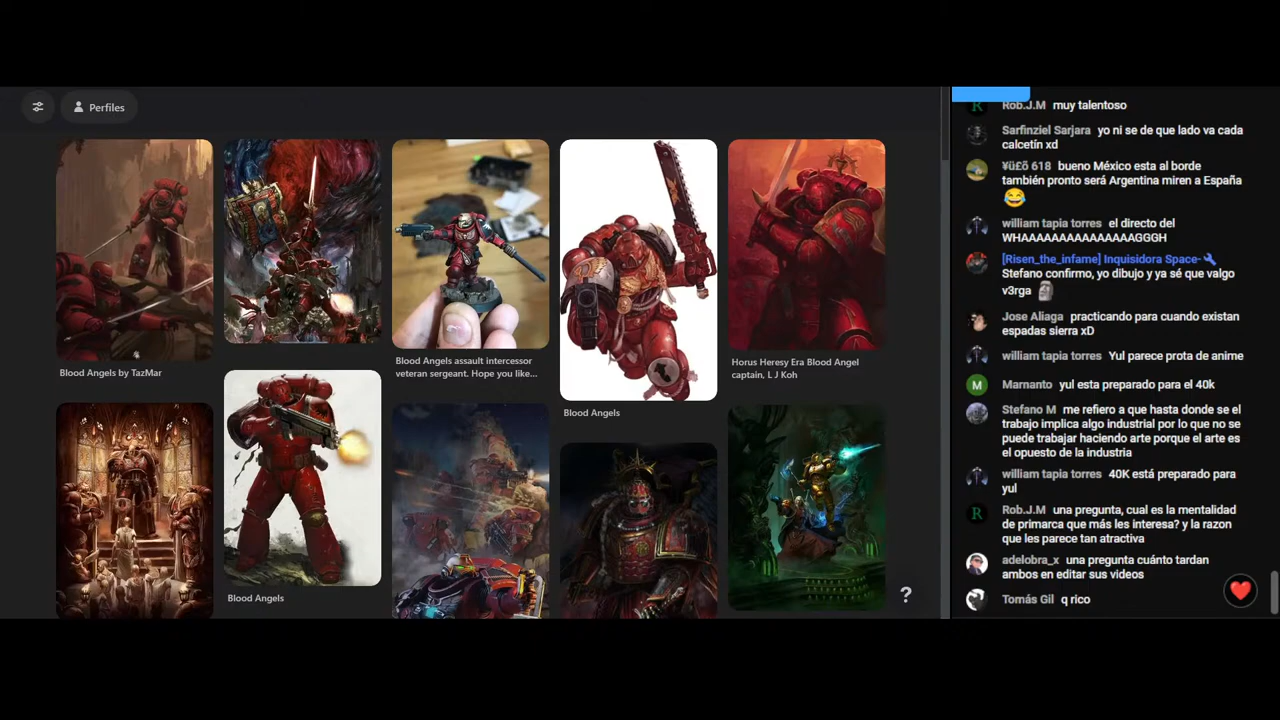 Perfiles
Blood Angels by TazMar
Blood Angels assault intercessor
veteran sergeant. Hope you like...
Blood Angels
Horus Heresy Era Blood Angel
captain, L J Koh
Blood Angels
?
Rob.J.M muy talentoso
Sarfinziel Sarjara yo ni se de que lado va cada
calcetín xd
¥ü£õ 618 bueno México esta al borde
también pronto será Argentina miren a España
😂
william tapia torres el directo del
WHAAAAAAAAAAAAAAGGGH
[Risen_the_infame] Inquisidora Space-
Stefano confirmo, yo dibujo y ya sé que valgo
v3rga 🗿
Jose Aliaga practicando para cuando existan
espadas sierra xD
william tapia torres Yul parece prota de anime
M Marnanto yul esta preparado para el 40k
Stefano M me refiero a que hasta donde se el
trabajo implica algo industrial por lo que no se
puede trabajar haciendo arte porque el arte es
el opuesto de la industria
william tapia torres 40K está preparado para
yul
R Rob.J.M una pregunta, cual es la mentalidad
de primarca que más les interesa? y la razon
que les parece tan atractiva
adelobra_x una pregunta cuánto tardan
ambos en editar sus videos
Tomás Gil q rico